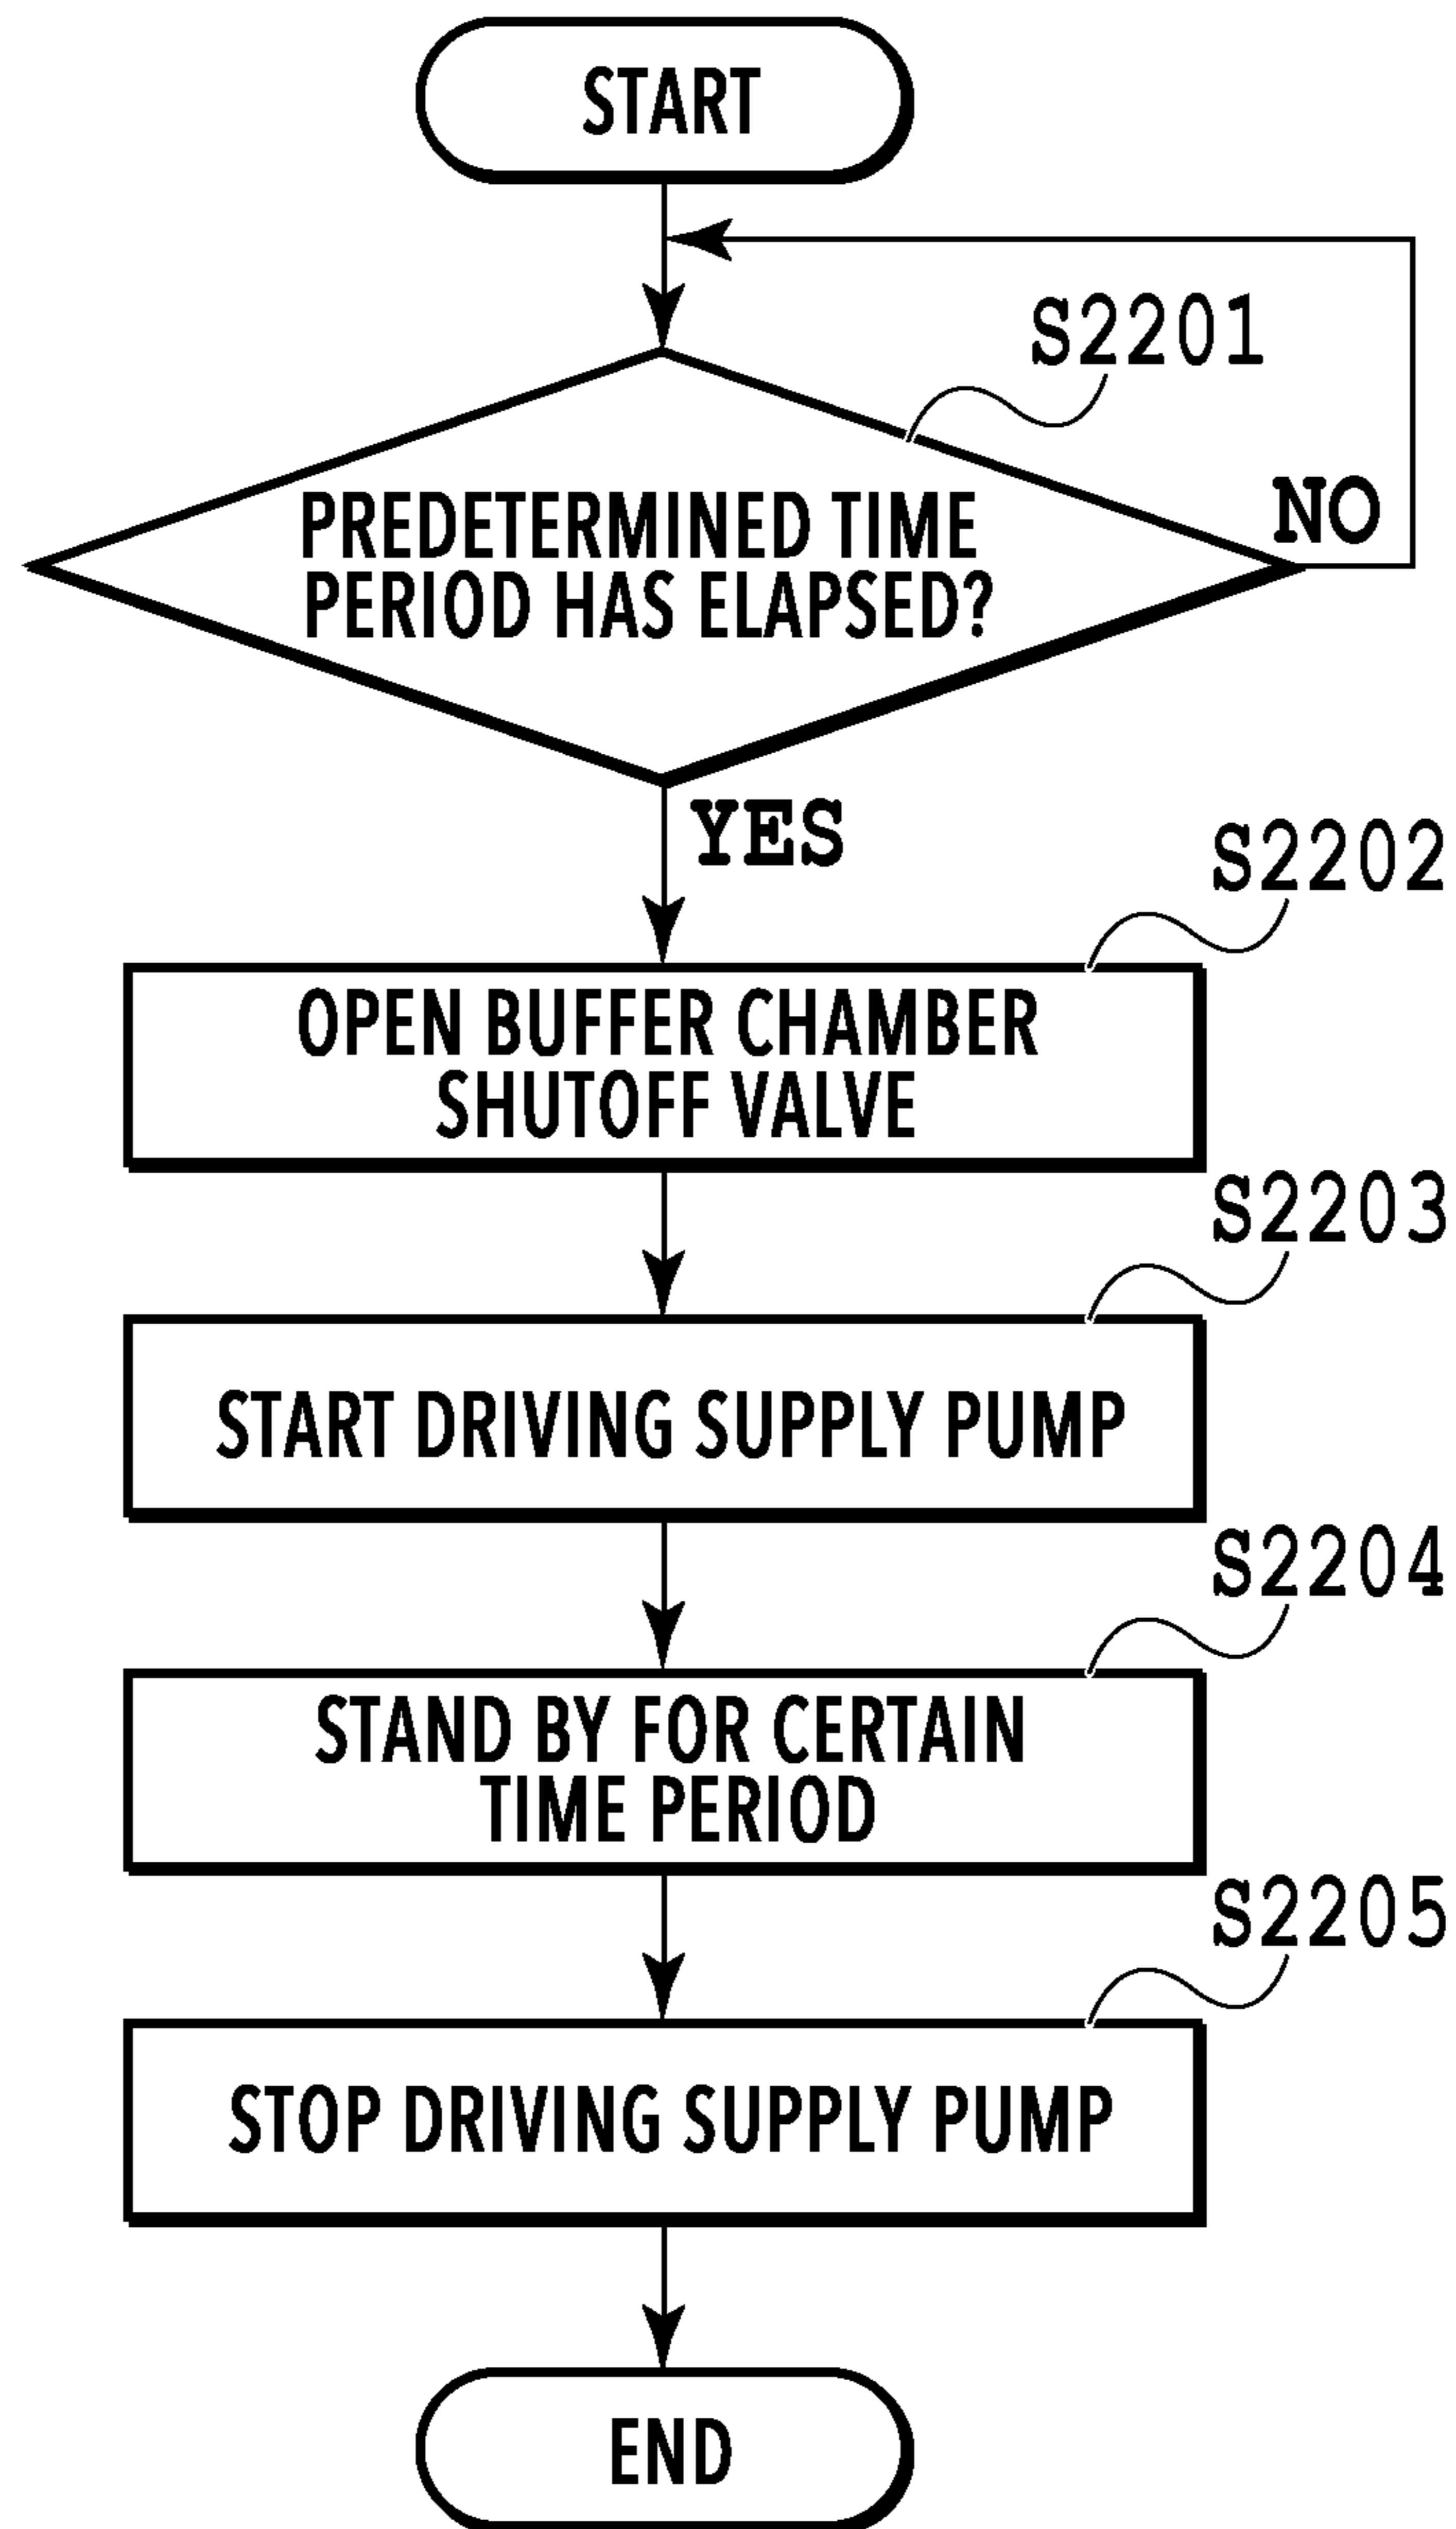 START
S2201
PREDETERMINED TIME
PERIOD HAS ELAPSED?
NO
YES
S2202
OPEN BUFFER CHAMBER
SHUTOFF VALVE
S2203
START DRIVING SUPPLY PUMP
S2204
STAND BY FOR CERTAIN
TIME PERIOD
S2205
STOP DRIVING SUPPLY PUMP
END